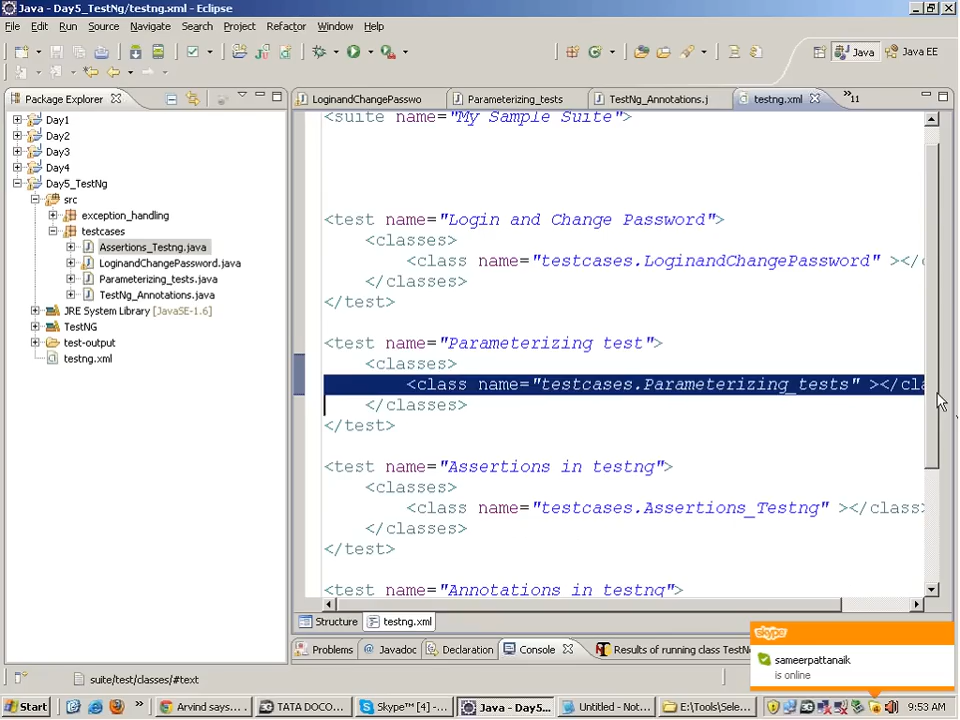 Java - Day5_TestNg/testng.xml - Eclipse
File Edit Run Source Navigate Search Project Refactor Window Help
Java Java EE
Package Explorer
LoginandChangePasswo Parameterizing_tests TestNg_Annotations.j testng.xml »11
Day1
Day2
Day3
Day4
Day5_TestNg
src
exception_handling
testcases
Assertions_Testng.java
LoginandChangePassword.java
Parameterizing_tests.java
TestNg_Annotations.java
JRE System Library [JavaSE-1.6]
TestNG
test-output
testng.xml
<suite name="My Sample Suite">
<test name="Login and Change Password">
<classes>
<class name="testcases.LoginandChangePassword" ></c
</classes>
</test>
<test name="Parameterizing test">
<classes>
<class name="testcases.Parameterizing_tests" ></cla
</classes>
</test>
<test name="Assertions in testng">
<classes>
<class name="testcases.Assertions_Testng" ></class>
</classes>
</test>
<test name="Annotations in testng">
Structure testng.xml
Problems Javadoc Declaration Console Results of running class TestN
skype
sameerpattanaik
is online
suite/test/classes/#text
Start Arvind says... TATA DOCO... Skype™ [4] -... Java - Day5... Untitled - Not... E:\Tools\Sele... 9:53 AM